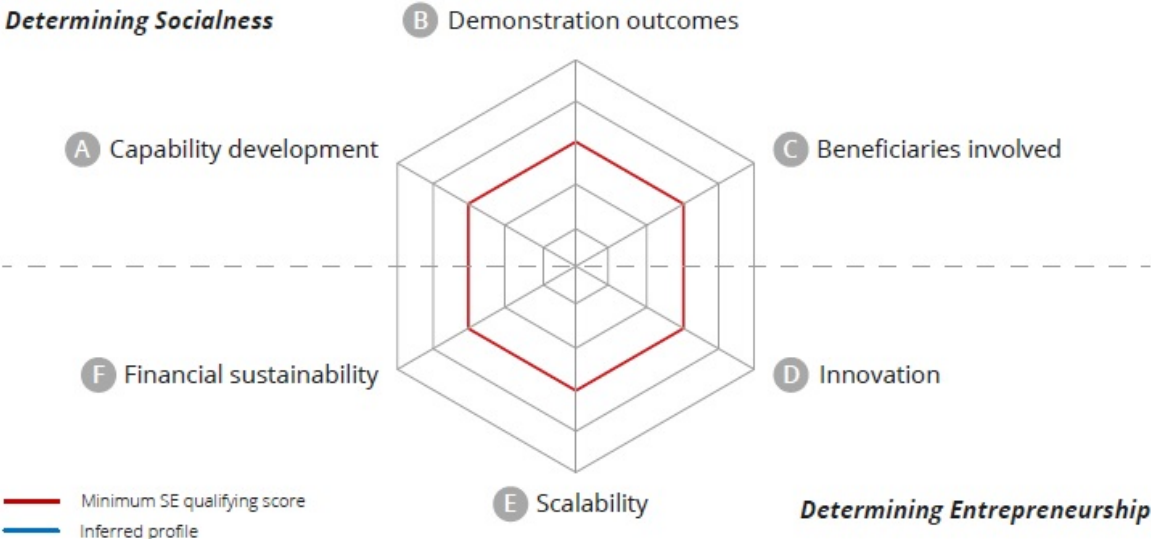 Determining Socialness
B Demonstration outcomes
A Capability development
C Beneficiaries involved
F Financial sustainability
D Innovation
E Scalability
Minimum SE qualifying score
Determining Entrepreneurship
Inferred profile